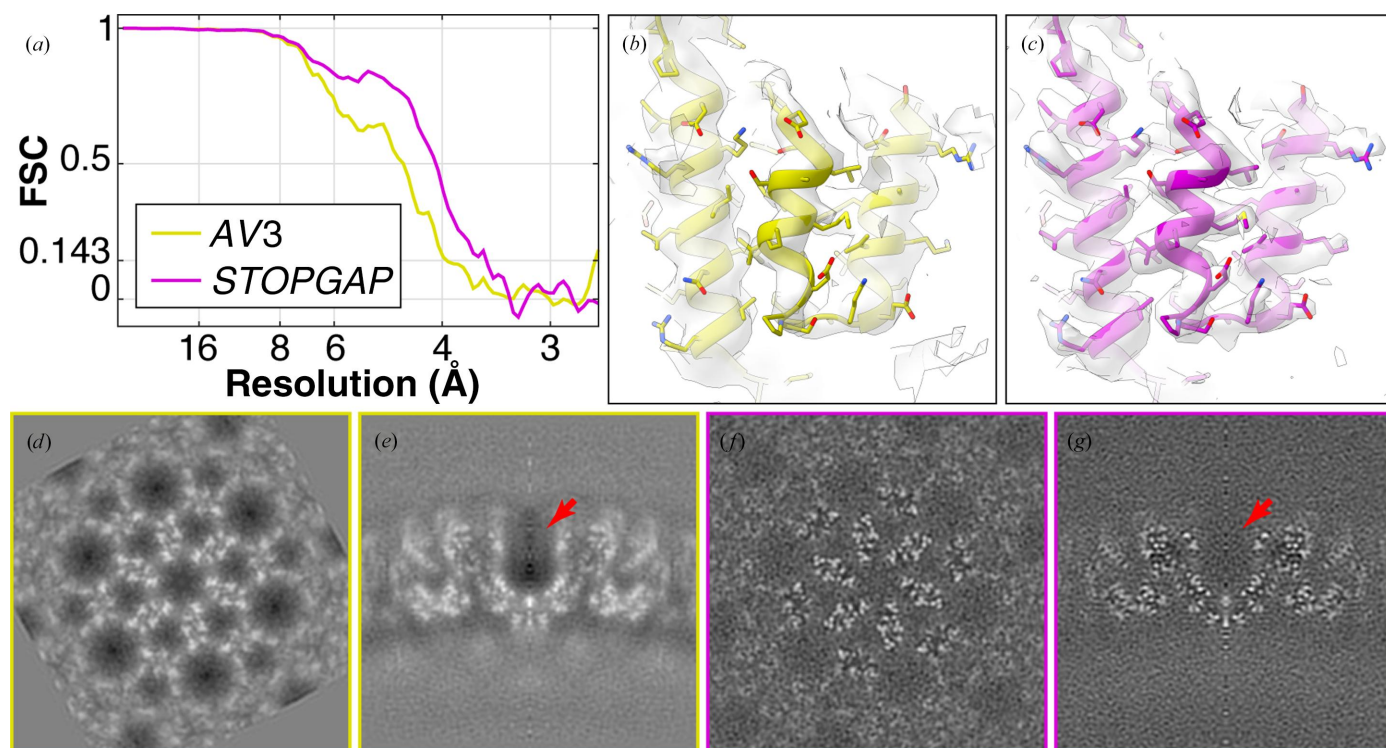 (a)
1
0.5
0.143
0
FSC
AV3
STOPGAP
16 8 6 4 3
Resolution (Å)
(b)
(c)
(d)
(e)
(f)
(g)